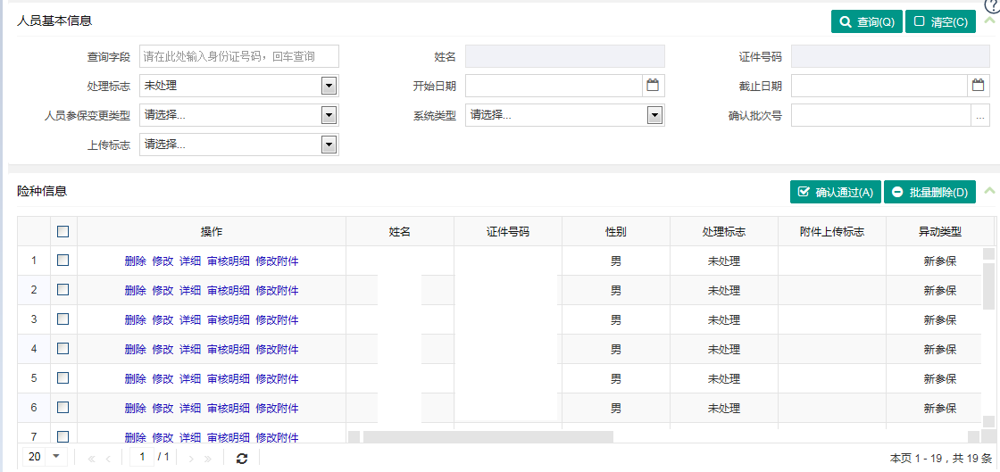 人员基本信息 查询(Q) 清空(C)
查询字段 请在此处输入身份证号码，回车查询 姓名 证件号码
处理标志 未处理 开始日期 截止日期
人员参保变更类型 请选择... 系统类型 请选择... 确认批次号 ...
上传标志 请选择...
险种信息 确认通过(A) 批量删除(D)
操作 姓名 证件号码 性别 处理标志 附件上传标志 异动类型
1 删除 修改 详细 审核明细 修改附件 男 未处理 新参保
2 删除 修改 详细 审核明细 修改附件 男 未处理 新参保
3 删除 修改 详细 审核明细 修改附件 男 未处理 新参保
4 删除 修改 详细 审核明细 修改附件 男 未处理 新参保
5 删除 修改 详细 审核明细 修改附件 男 未处理 新参保
6 删除 修改 详细 审核明细 修改附件 男 未处理 新参保
7 删除 修改 详细 审核明细 修改附件
20 1 / 1 本页 1 - 19，共 19 条